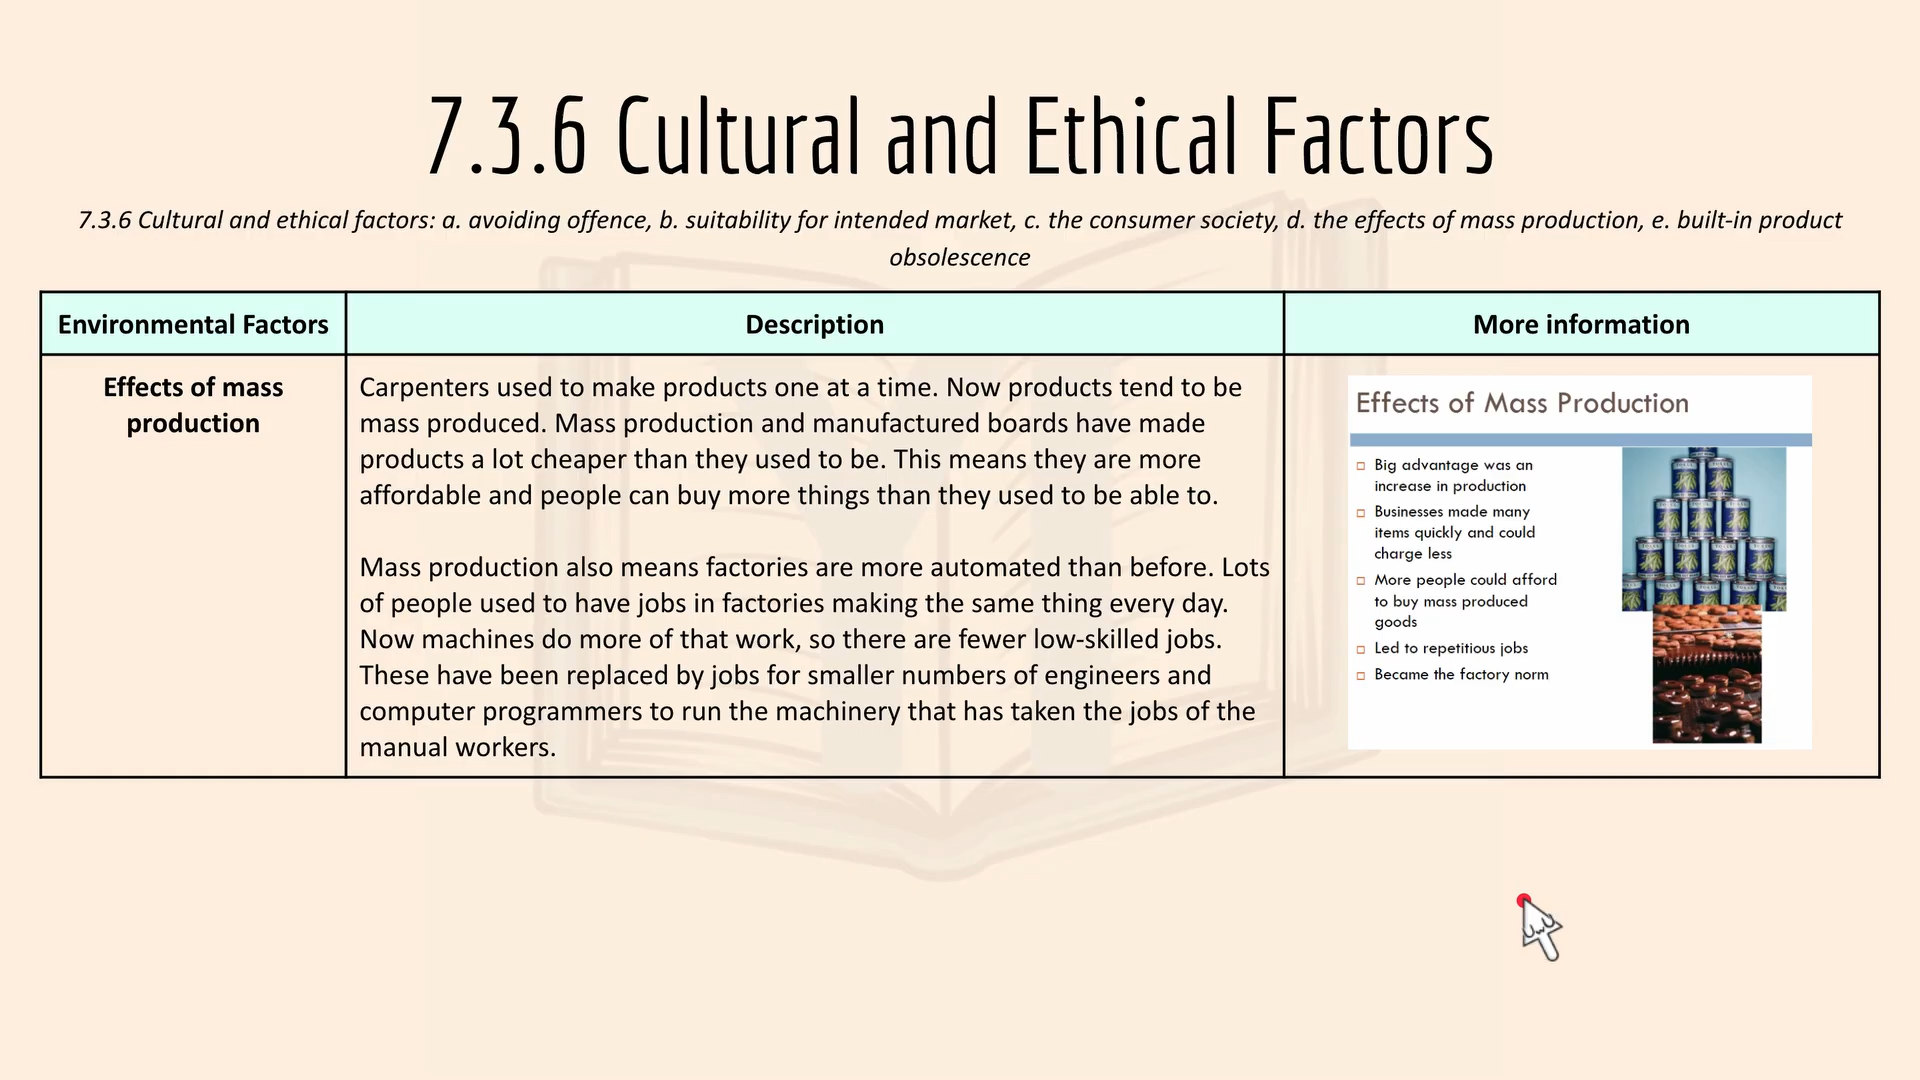 7.3.6 Cultural and Ethical Factors
7.3.6 Cultural and ethical factors: a. avoiding offence, b. suitability for intended market, c. the consumer society, d. the effects of mass production, e. built-in product
obsolescence
Environmental Factors
Description
More information
Effects of mass
production
Carpenters used to make products one at a time. Now products tend to be
mass produced. Mass production and manufactured boards have made
products a lot cheaper than they used to be. This means they are more
affordable and people can buy more things than they used to be able to.
Mass production also means factories are more automated than before. Lots
of people used to have jobs in factories making the same thing every day.
Now machines do more of that work, so there are fewer low-skilled jobs.
These have been replaced by jobs for smaller numbers of engineers and
computer programmers to run the machinery that has taken the jobs of the
manual workers.
Effects of Mass Production
Big advantage was an
increase in production
Businesses made many
items quickly and could
charge less
More people could afford
to buy mass produced
goods
Led to repetitious jobs
Became the factory norm